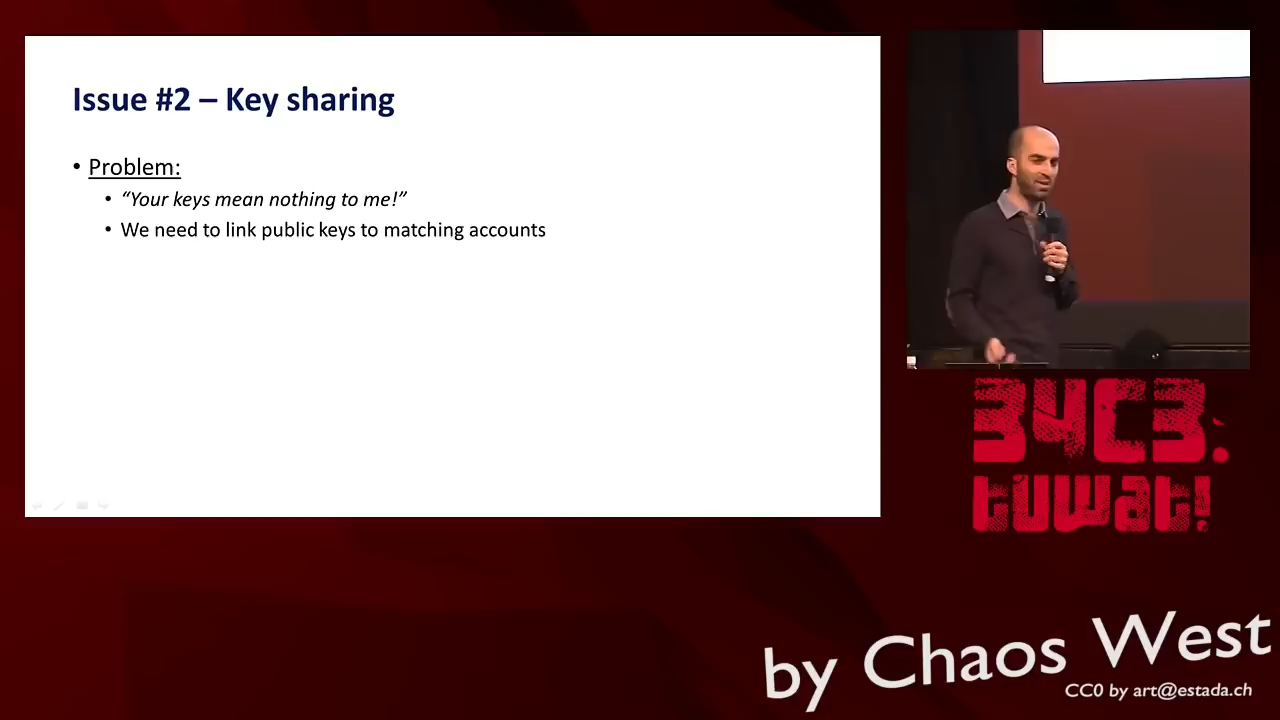 Issue #2 – Key sharing
• Problem:
• “Your keys mean nothing to me!”
• We need to link public keys to matching accounts
34C3.
tuwat!
by Chaos West
CC0 by art@estada.ch